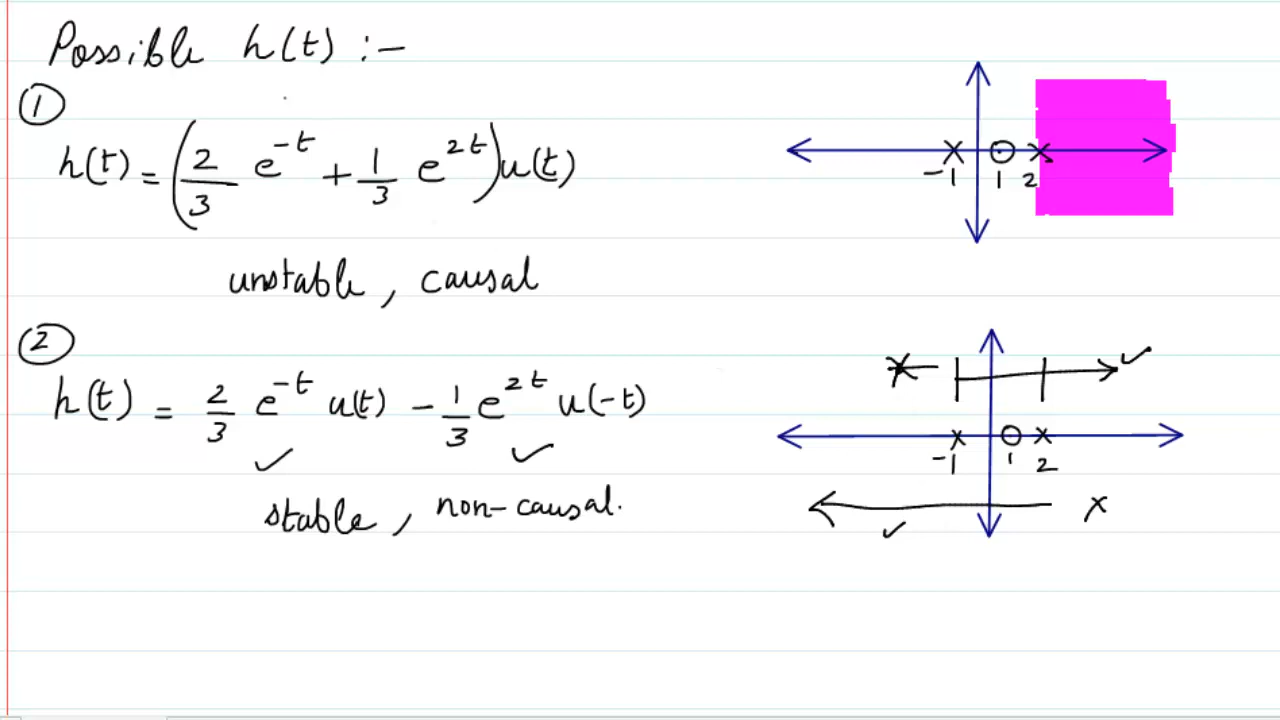 Possible h(t) :-
①
h(t) = (2/3 e^{-t} + 1/3 e^{2t}) u(t)
-1 1 2
unstable, causal
②
h(t) = 2/3 e^{-t} u(t) - 1/3 e^{2t} u(-t)
-1 1 2
stable, non-causal.